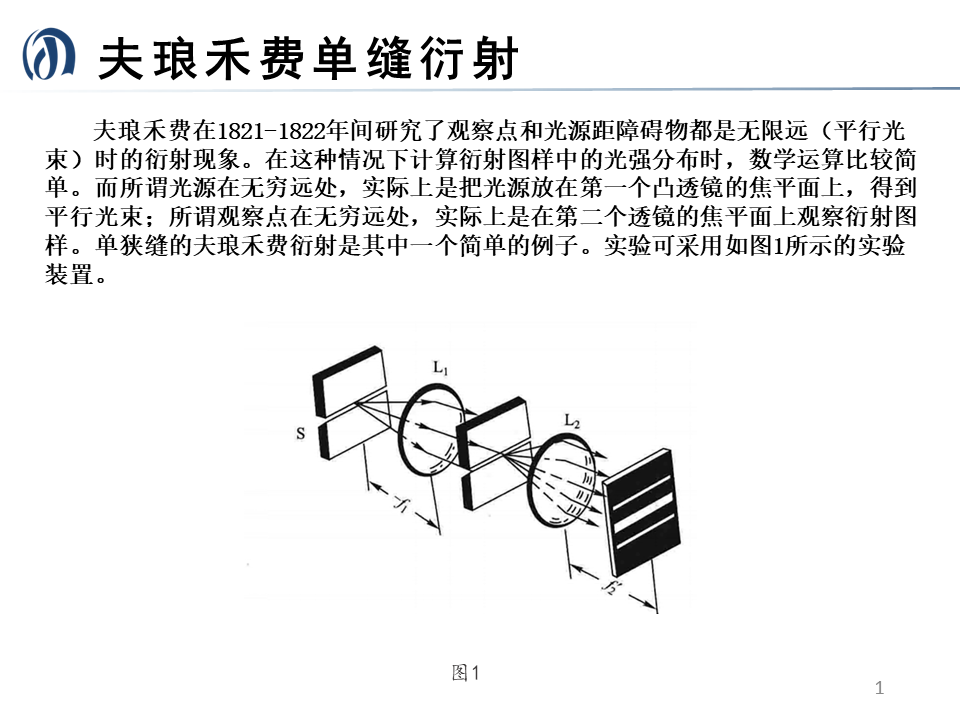 夫琅禾费单缝衍射
夫琅禾费在1821-1822年间研究了观察点和光源距障碍物都是无限远（平行光
束）时的衍射现象。在这种情况下计算衍射图样中的光强分布时，数学运算比较简
单。而所谓光源在无穷远处，实际上是把光源放在第一个凸透镜的焦平面上，得到
平行光束；所谓观察点在无穷远处，实际上是在第二个透镜的焦平面上观察衍射图
样。单狭缝的夫琅禾费衍射是其中一个简单的例子。实验可采用如图1所示的实验
装置。
L₁
L₂
S
f₁
f₂′
图1
1